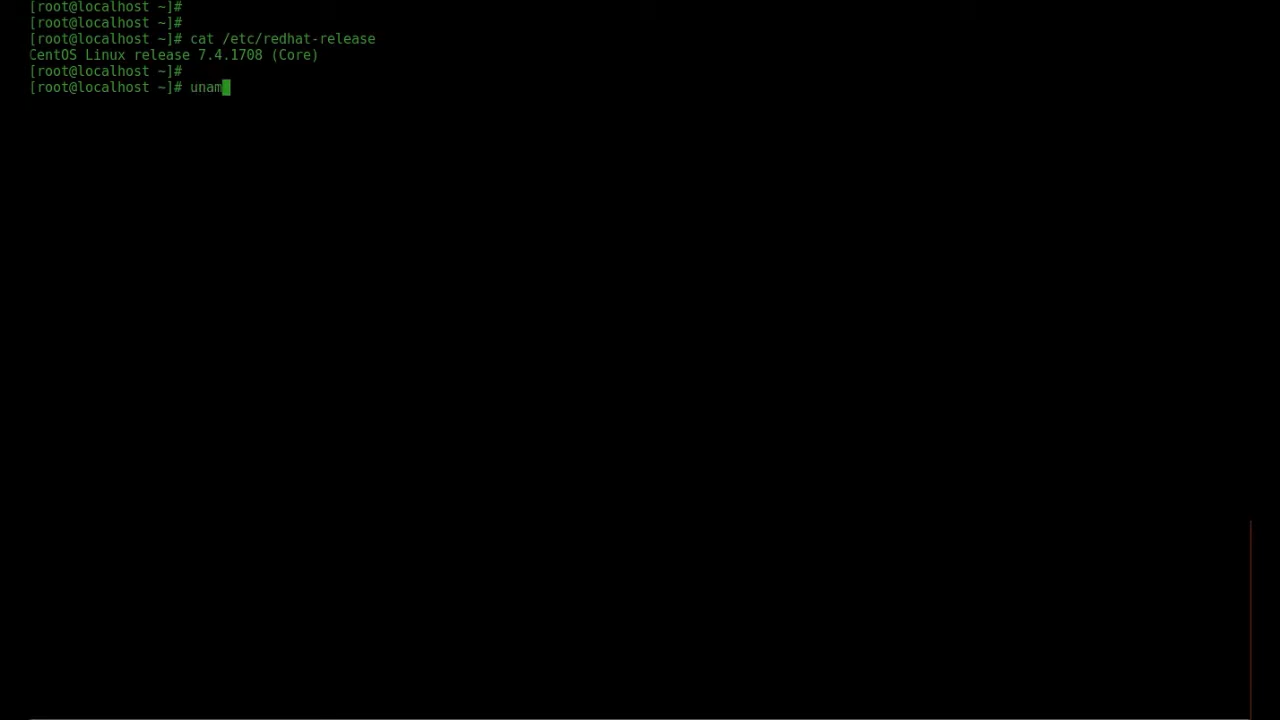 [root@localhost ~]#
[root@localhost ~]#
[root@localhost ~]# cat /etc/redhat-release
CentOS Linux release 7.4.1708 (Core)
[root@localhost ~]#
[root@localhost ~]# unam